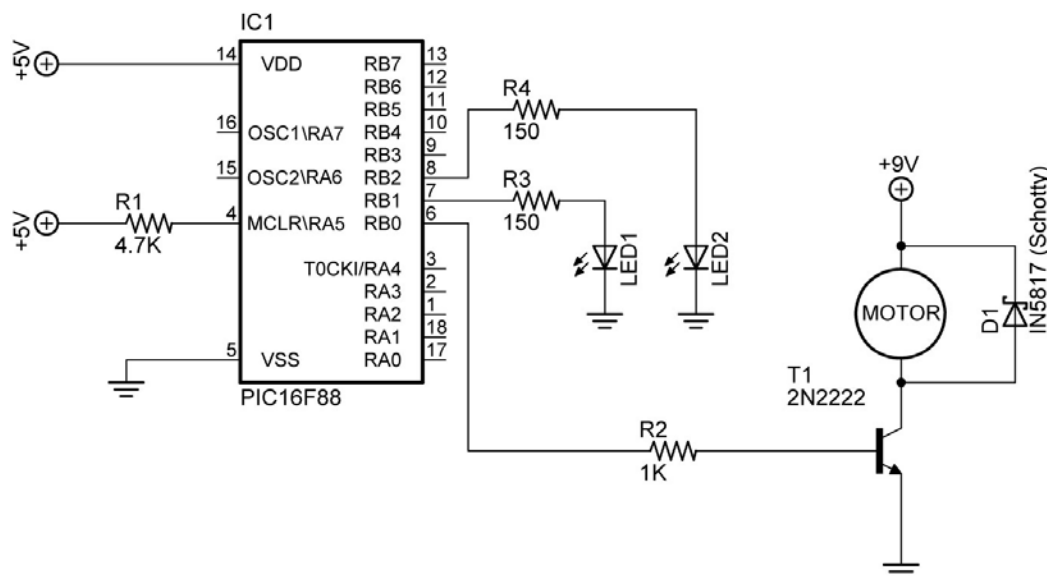 IC1
+5V
14
VDD
16
OSC1\RA7
15
OSC2\RA6
+5V
R1
4.7K
4
MCLR\RA5
5
VSS
RB7
13
RB6
12
RB5
11
RB4
10
RB3
9
RB2
8
RB1
7
RB0
6
T0CKI/RA4
3
RA3
2
RA2
1
RA1
18
RA0
17
PIC16F88
R4
150
R3
150
LED1
LED2
R2
1K
+9V
MOTOR
D1
IN5817 (Schotty)
T1
2N2222